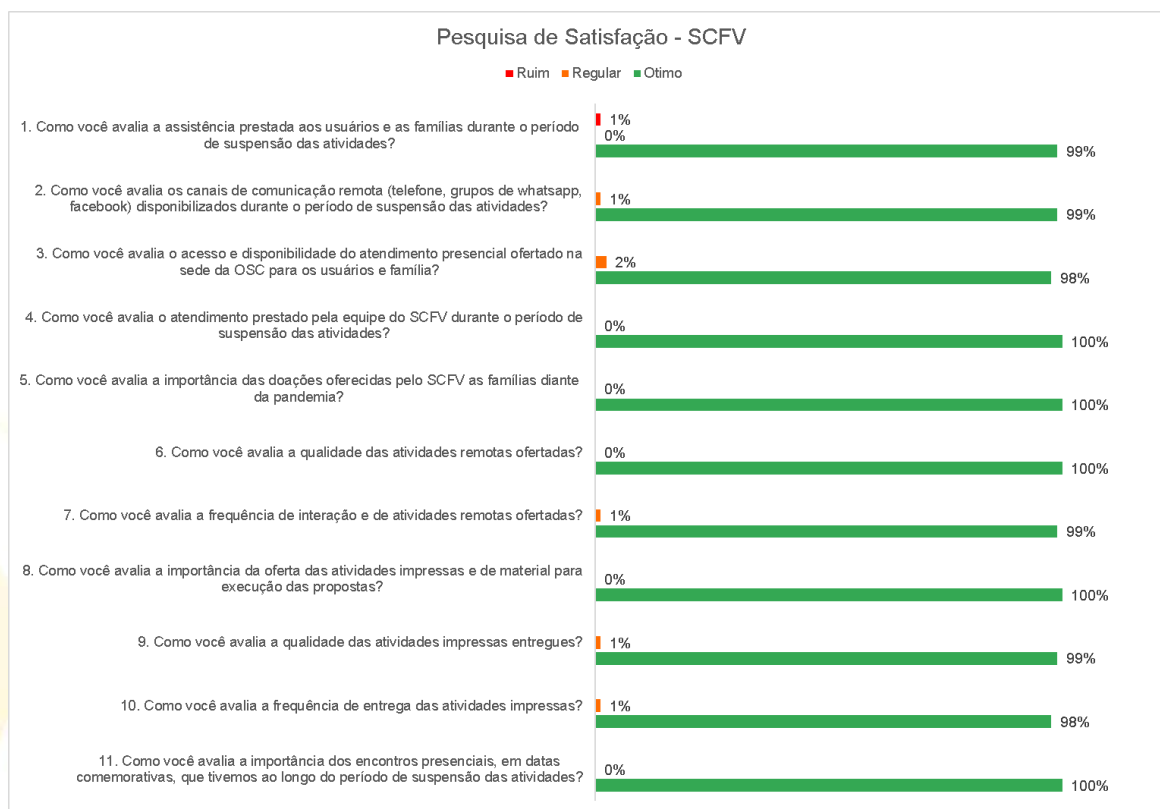 Pesquisa de Satisfação - SCFV
Ruim Regular Otimo
1. Como você avalia a assistência prestada aos usuários e as famílias durante o período
de suspensão das atividades?
1%
0%
99%
2. Como você avalia os canais de comunicação remota (telefone, grupos de whatsapp,
facebook) disponibilizados durante o período de suspensão das atividades?
1%
99%
3. Como você avalia o acesso e disponibilidade do atendimento presencial ofertado na
sede da OSC para os usuários e família?
2%
98%
4. Como você avalia o atendimento prestado pela equipe do SCFV durante o período de
suspensão das atividades?
0%
100%
5. Como você avalia a importância das doações oferecidas pelo SCFV as famílias diante
da pandemia?
0%
100%
6. Como você avalia a qualidade das atividades remotas ofertadas?
0%
100%
7. Como você avalia a frequência de interação e de atividades remotas ofertadas?
1%
99%
8. Como você avalia a importância da oferta das atividades impressas e de material para
execução das propostas?
0%
100%
9. Como você avalia a qualidade das atividades impressas entregues?
1%
99%
10. Como você avalia a frequência de entrega das atividades impressas?
1%
98%
11. Como você avalia a importância dos encontros presenciais, em datas
comemorativas, que tivemos ao longo do período de suspensão das atividades?
0%
100%